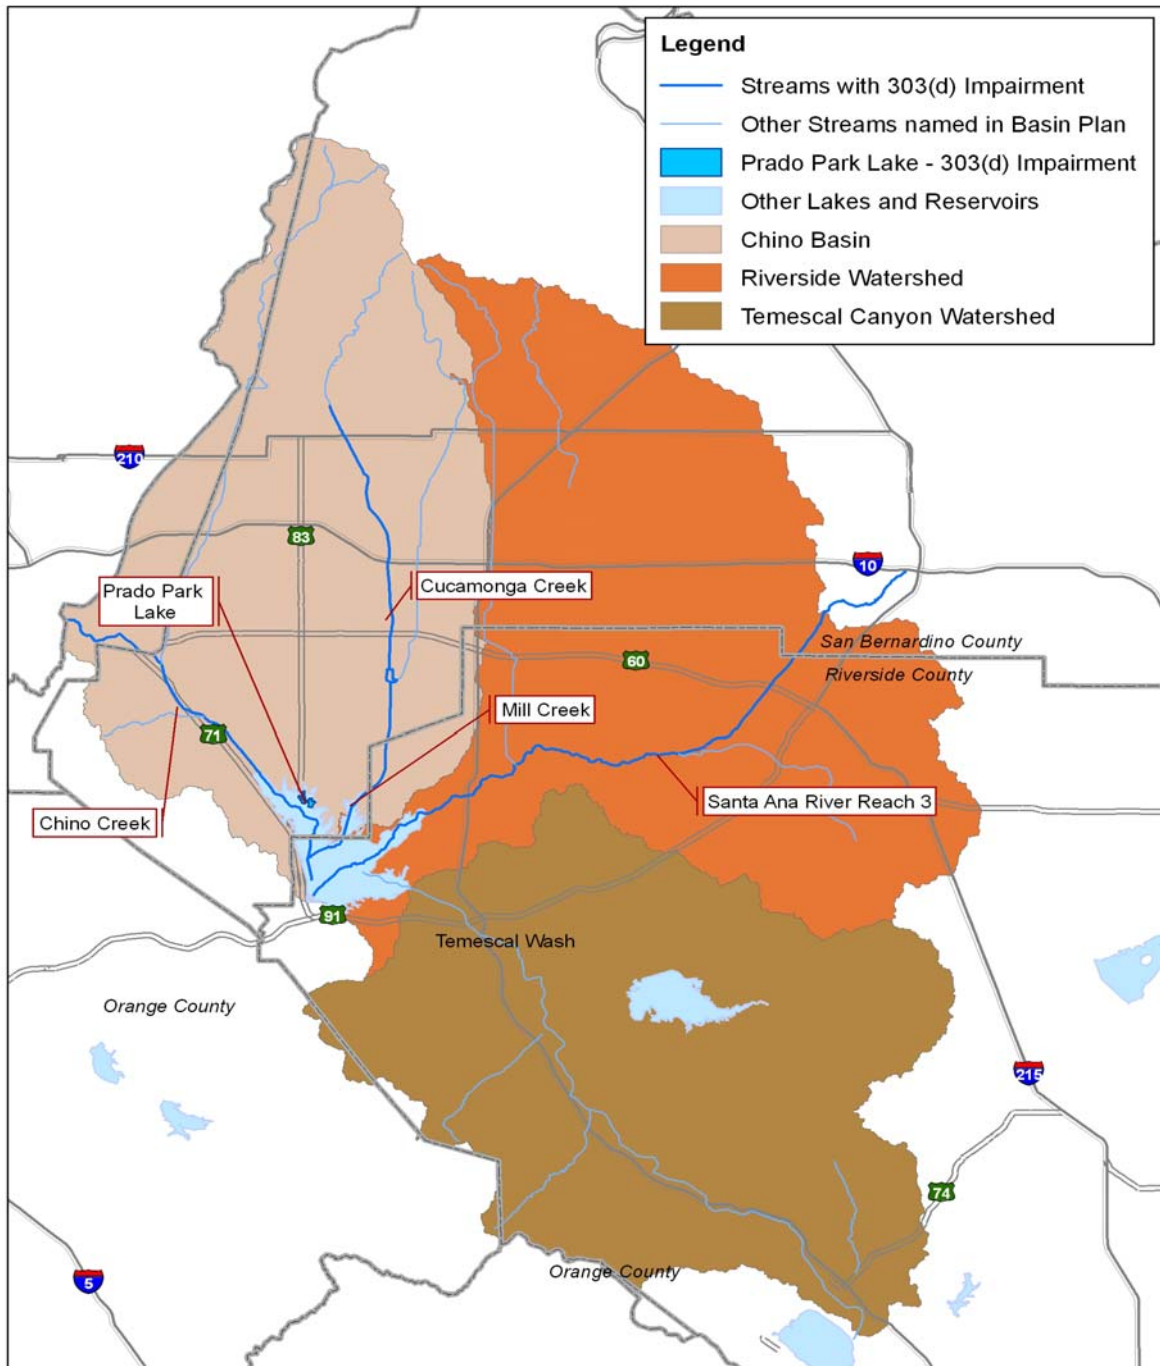 Legend
Streams with 303(d) Impairment
Other Streams named in Basin Plan
Prado Park Lake - 303(d) Impairment
Other Lakes and Reservoirs
Chino Basin
Riverside Watershed
Temescal Canyon Watershed
210
83
10
Prado Park
Lake
Cucamonga Creek
San Bernardino County
Riverside County
60
Mill Creek
71
Chino Creek
Santa Ana River Reach 3
91
Temescal Wash
Orange County
215
74
Orange County
5